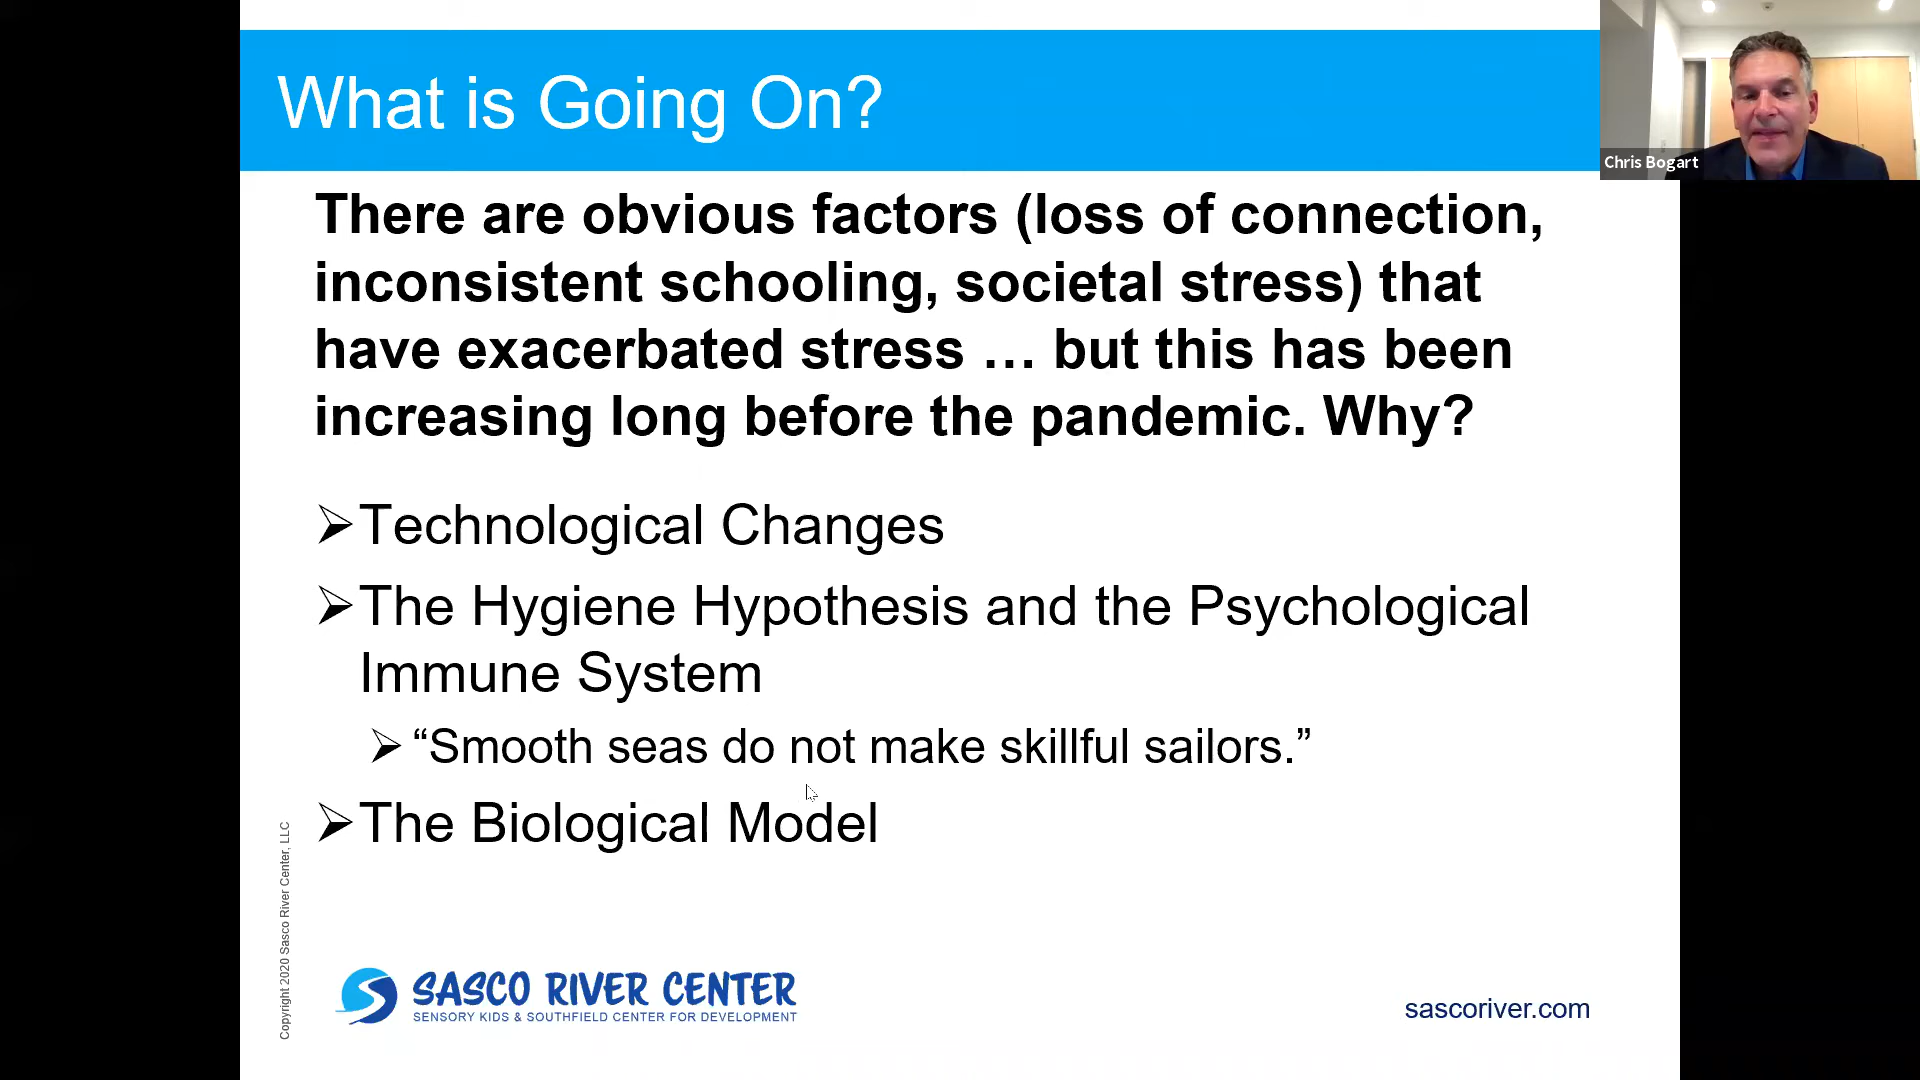 What is Going On?
Chris Bogart
There are obvious factors (loss of connection,
inconsistent schooling, societal stress) that
have exacerbated stress … but this has been
increasing long before the pandemic. Why?
➢Technological Changes
➢The Hygiene Hypothesis and the Psychological
Immune System
➢“Smooth seas do not make skillful sailors.”
➢The Biological Model
Copyright 2020 Sasco River Center, LLC
SASCO RIVER CENTER
SENSORY KIDS & SOUTHFIELD CENTER FOR DEVELOPMENT
sascoriver.com